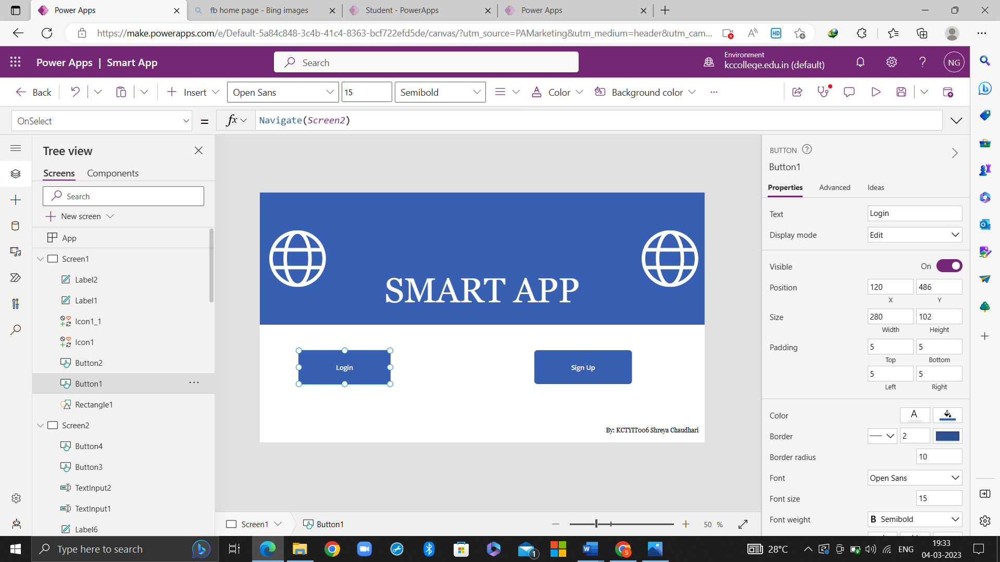 Power Apps
fb home page - Bing images
Student - PowerApps
Power Apps
https://make.powerapps.com/e/Default-5a84c848-3c4b-41c4-8363-bcf722efd5de/canvas/?utm_source=PAMarketing&utm_medium=header&utm_cam...
HD
Power Apps | Smart App
Search
Environment
kccollege.edu.in (default)
NG
Back
Insert
Open Sans
15
Semibold
Color
Background color
OnSelect
= fx
Navigate(Screen2)
Tree view
Screens
Components
Search
New screen
App
Screen1
Label2
Label1
Icon1_1
Icon1
Button2
Button1
Rectangle1
Screen2
Button4
Button3
TextInput2
TextInput1
Label6
SMART APP
Login
Sign Up
By: KCTYIT006 Shreya Chaudhari
Screen1
Button1
50 %
BUTTON
Button1
Properties
Advanced
Ideas
Text
Login
Display mode
Edit
Visible
On
Position
120
486
X
Y
Size
280
102
Width
Height
Padding
5
5
Top
Bottom
5
5
Left
Right
Color
A
Border
2
Border radius
10
Font
Open Sans
Font size
15
Font weight
B Semibold
Type here to search
1
28°C
ENG
19:33
04-03-2023